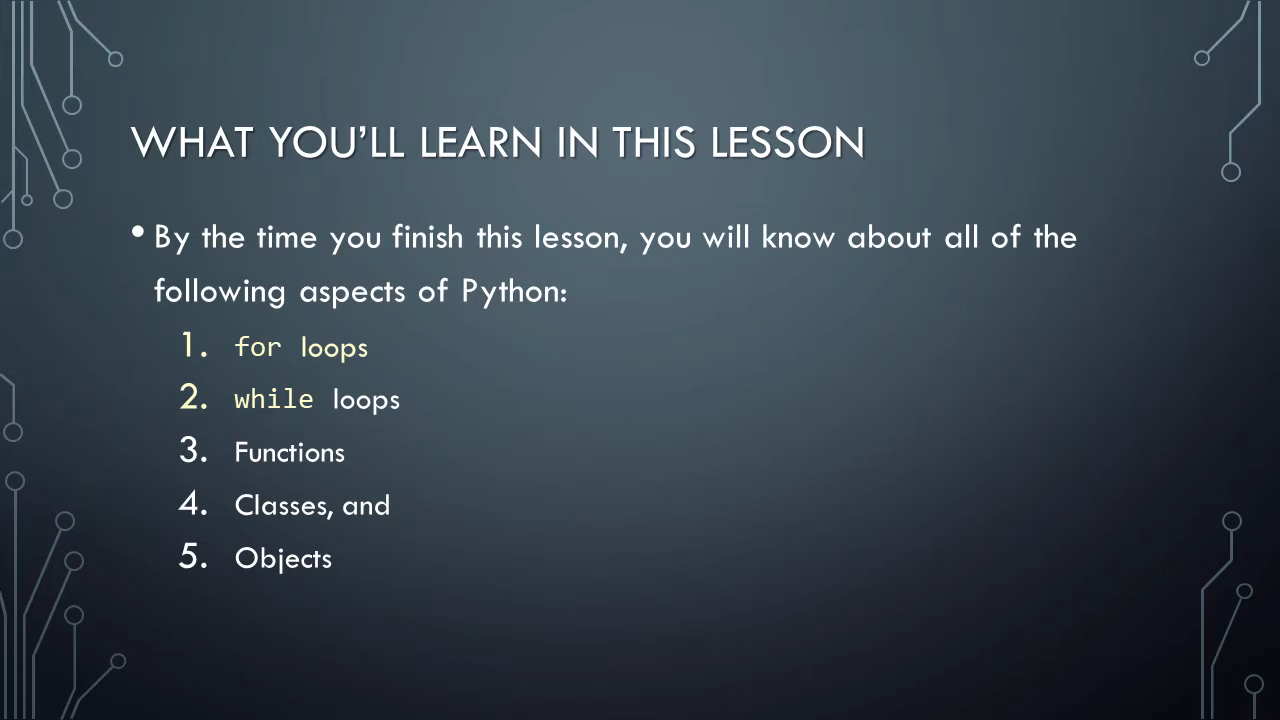 WHAT YOU’LL LEARN IN THIS LESSON
• By the time you finish this lesson, you will know about all of the
following aspects of Python:
1. for loops
2. while loops
3. Functions
4. Classes, and
5. Objects